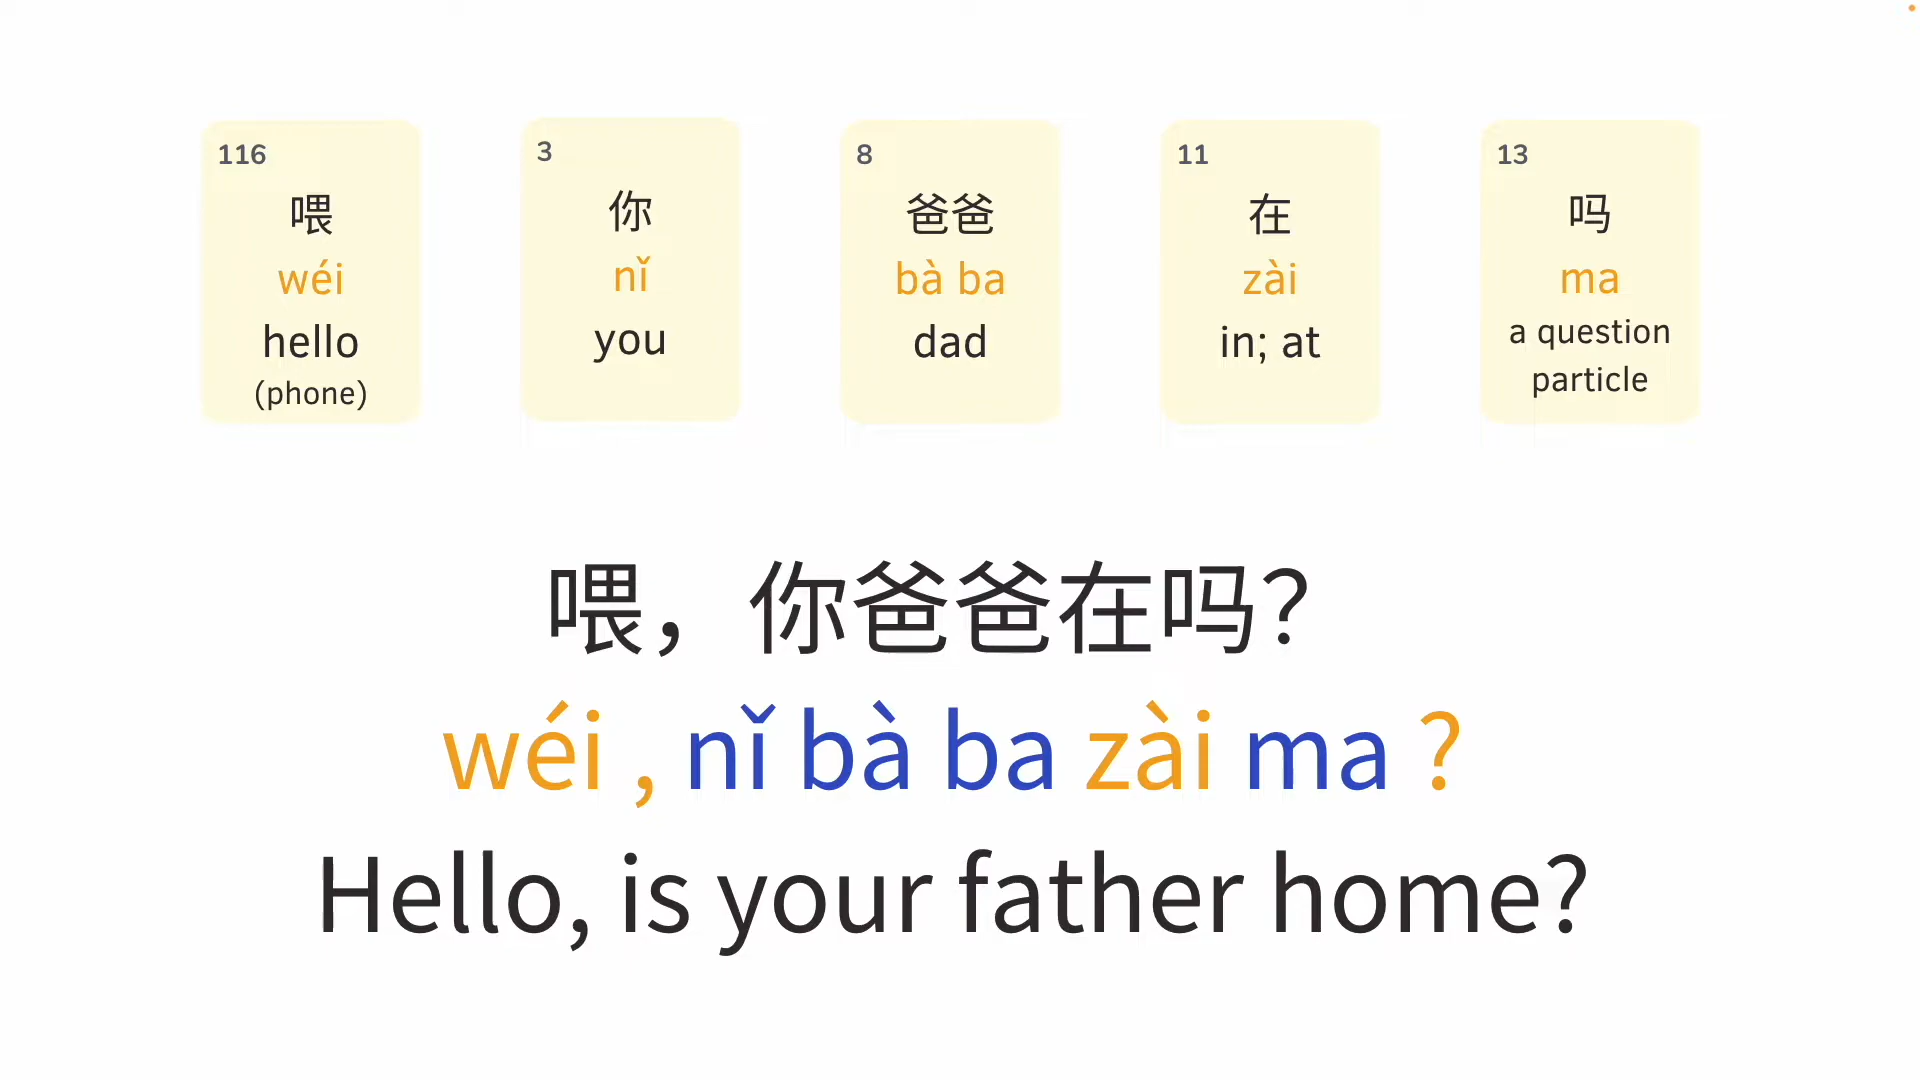 116
喂
wéi
hello
(phone)
3
你
nǐ
you
8
爸爸
bà ba
dad
11
在
zài
in; at
13
吗
ma
a question
particle
喂，你爸爸在吗？
wéi , nǐ bà ba zài ma ?
Hello, is your father home?